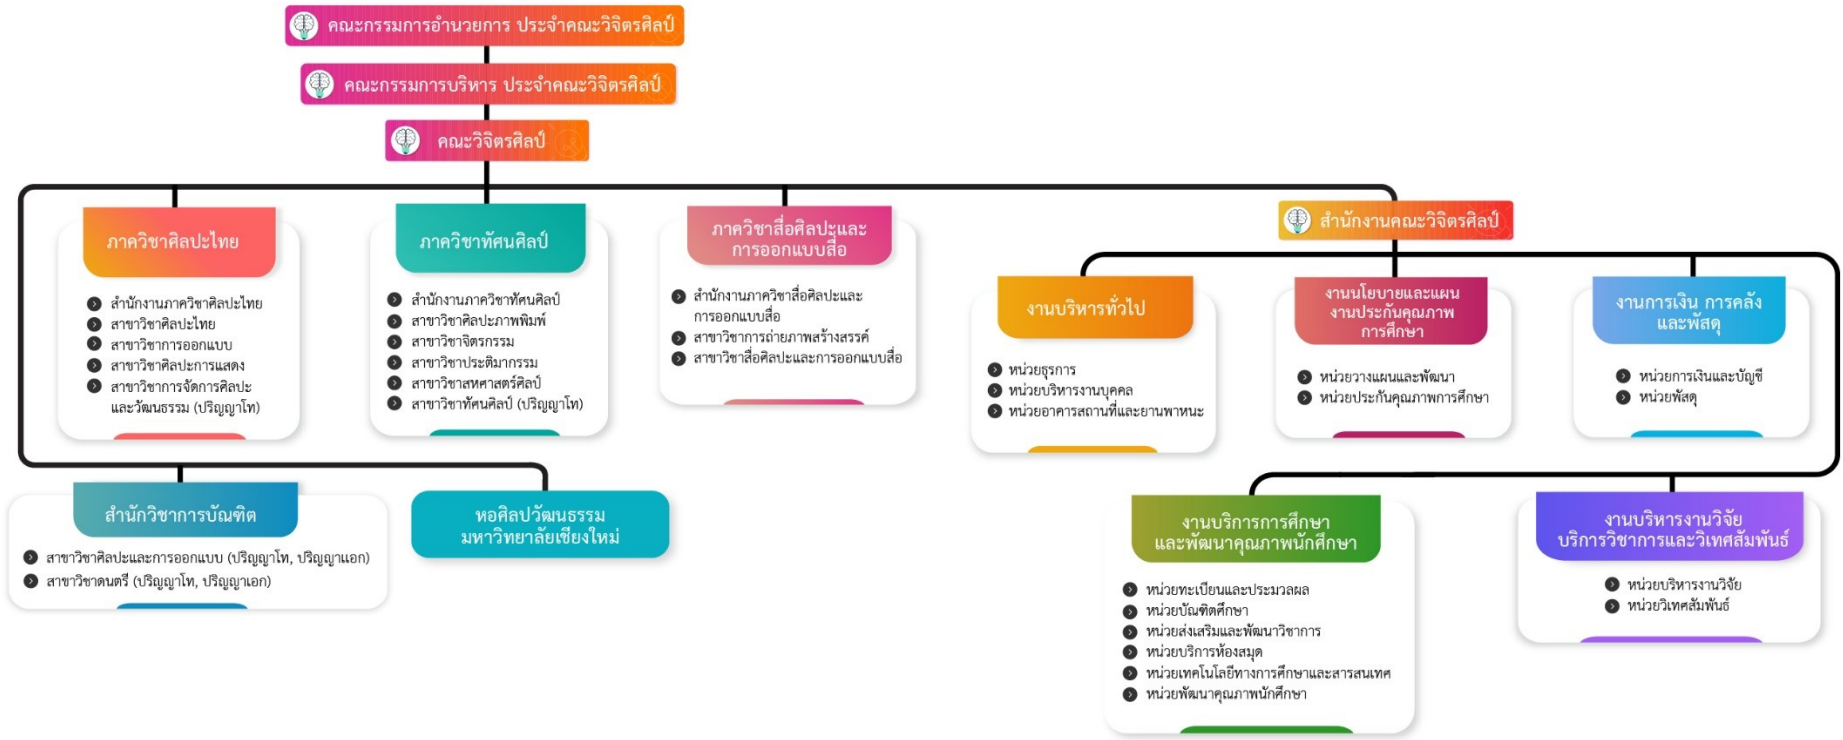 คณะกรรมการอำนวยการ ประจำคณะวิจิตรศิลป์
คณะกรรมการบริหาร ประจำคณะวิจิตรศิลป์
คณะวิจิตรศิลป์
ภาควิชาศิลปะไทย
สำนักงานภาควิชาศิลปะไทย
สาขาวิชาศิลปะไทย
สาขาวิชาการออกแบบ
สาขาวิชาศิลปะการแสดง
สาขาวิชาการจัดการศิลปะ
และวัฒนธรรม (ปริญญาโท)
ภาควิชาทัศนศิลป์
สำนักงานภาควิชาทัศนศิลป์
สาขาวิชาศิลปะภาพพิมพ์
สาขาวิชาจิตรกรรม
สาขาวิชาประติมากรรม
สาขาวิชาสหศาสตร์ศิลป์
สาขาวิชาทัศนศิลป์ (ปริญญาโท)
ภาควิชาสื่อศิลปะและ
การออกแบบสื่อ
สำนักงานภาควิชาสื่อศิลปะและ
การออกแบบสื่อ
สาขาวิชาการถ่ายภาพสร้างสรรค์
สาขาวิชาสื่อศิลปะและการออกแบบสื่อ
สำนักงานคณะวิจิตรศิลป์
งานบริหารทั่วไป
หน่วยธุรการ
หน่วยบริหารงานบุคคล
หน่วยอาคารสถานที่และยานพาหนะ
งานนโยบายและแผน
งานประกันคุณภาพ
การศึกษา
หน่วยวางแผนและพัฒนา
หน่วยประกันคุณภาพการศึกษา
งานการเงิน การคลัง
และพัสดุ
หน่วยการเงินและบัญชี
หน่วยพัสดุ
สำนักวิชาการบัณฑิต
สาขาวิชาศิลปะและการออกแบบ (ปริญญาโท, ปริญญาแอก)
สาขาวิชาดนตรี (ปริญญาโท, ปริญญาเอก)
หอศิลปวัฒนธรรม
มหาวิทยาลัยเชียงใหม่
งานบริการการศึกษา
และพัฒนาคุณภาพนักศึกษา
หน่วยทะเบียนและประมวลผล
หน่วยบัณฑิตศึกษา
หน่วยส่งเสริมและพัฒนาวิชาการ
หน่วยบริการห้องสมุด
หน่วยเทคโนโลยีทางการศึกษาและสารสนเทศ
หน่วยพัฒนาคุณภาพนักศึกษา
งานบริหารงานวิจัย
บริการวิชาการและวิเทศสัมพันธ์
หน่วยบริหารงานวิจัย
หน่วยวิเทศสัมพันธ์